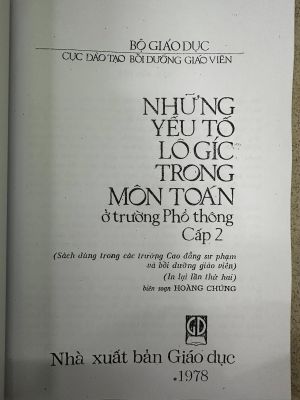 BỘ GIÁO DỤC
CỤC ĐÀO TẠO BỒI DƯỠNG GIÁO VIÊN
NHỮNG
YẾU TỐ
LÔ GÍC
TRONG
MÔN TOÁN
ở trường Phổ thông
Cấp 2
(Sách dùng trong các trường Cao đẳng sư phạm
và bồi dưỡng giáo viên)
(In lại lần thứ hai)
biên soạn HOÀNG CHÚNG
GD
Nhà xuất bản Giáo dục
.1978